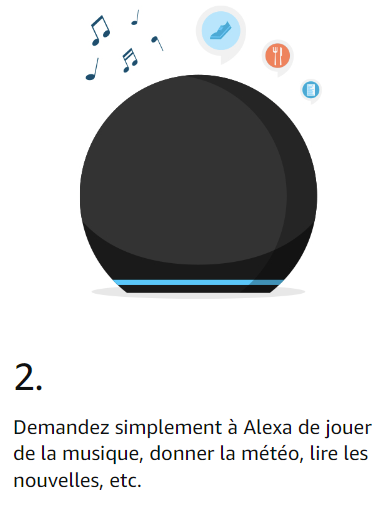 2.
Demandez simplement à Alexa de jouer
de la musique, donner la météo, lire les
nouvelles, etc.